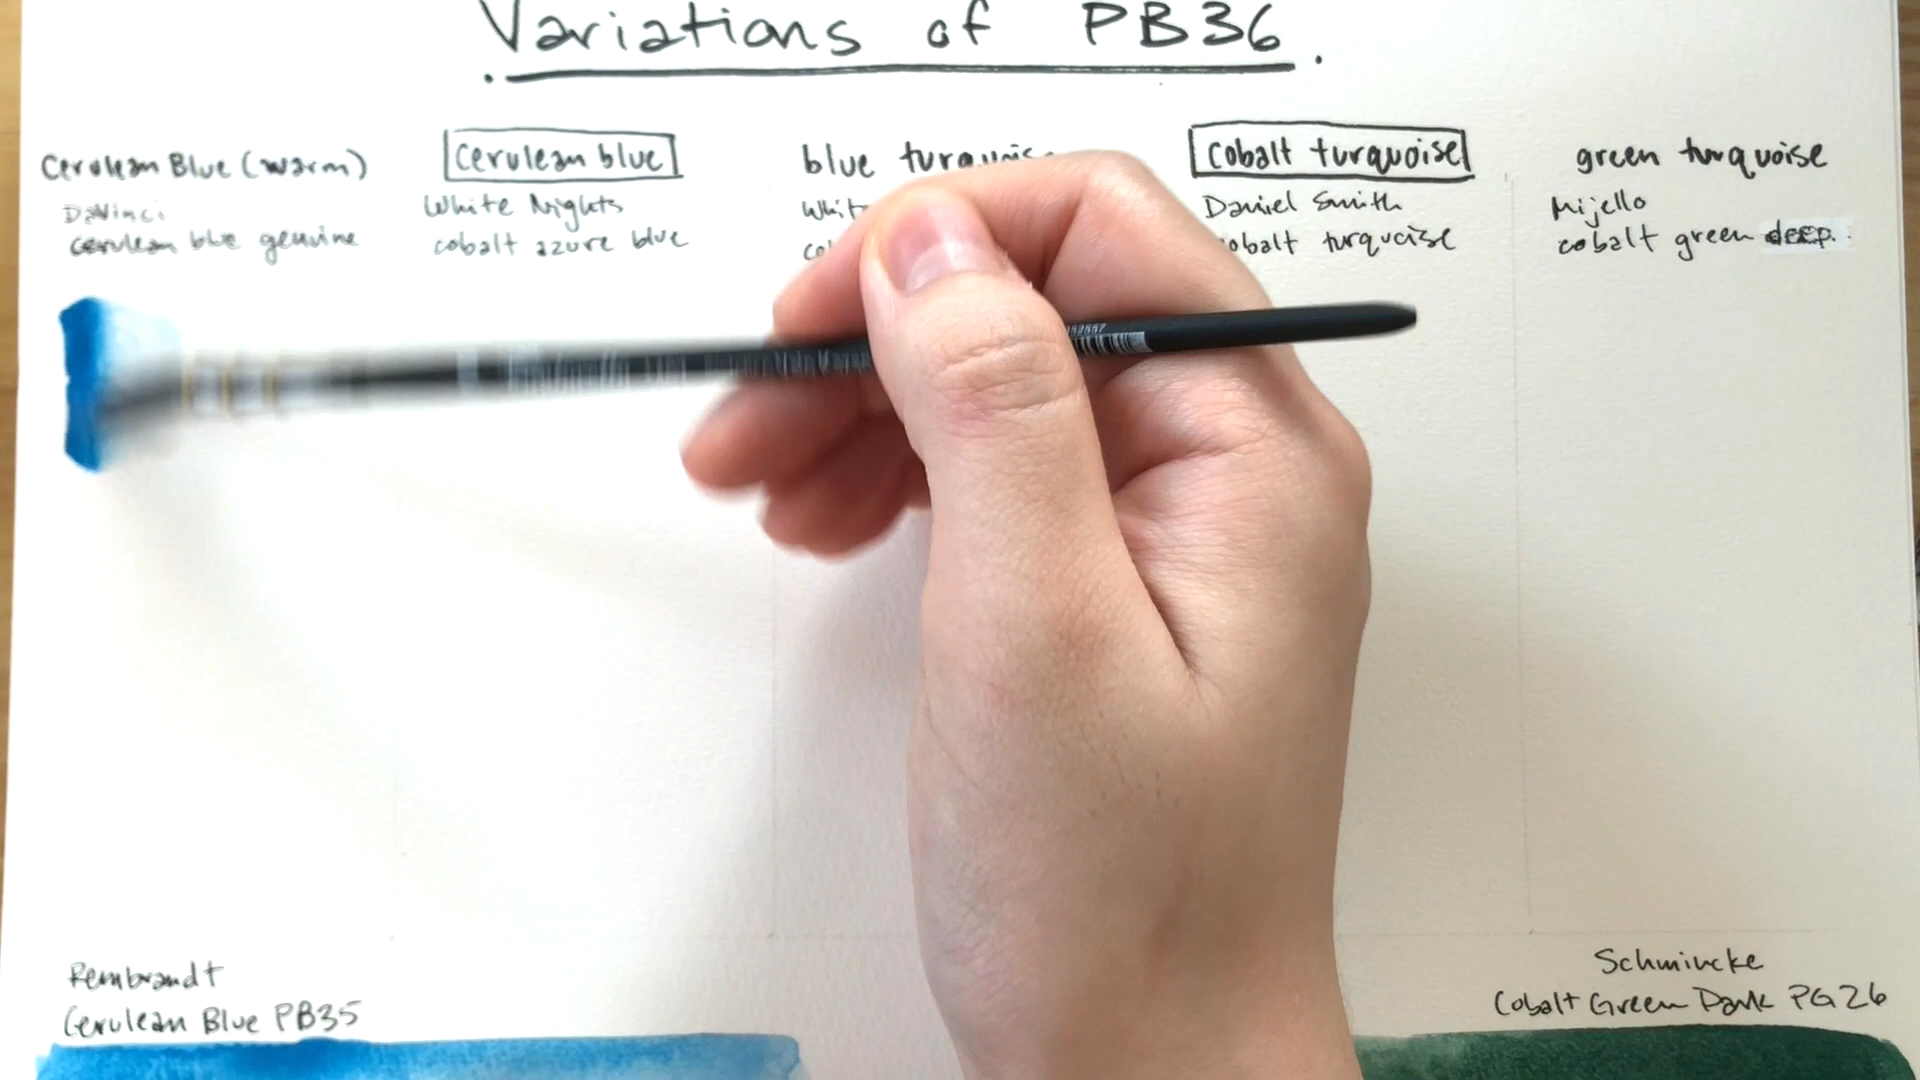 Variations of PB36.
Cerulean Blue (warm)
DaVinci
cerulean blue genuine
cerulean blue
White Nights
cobalt azure blue
blue
cobalt turquoise
Daniel Smith
cobalt turquoise
green turquoise
Mijello
cobalt green deep.
Rembrandt
Cerulean Blue PB35
Schmincke
Cobalt Green Dark PG26